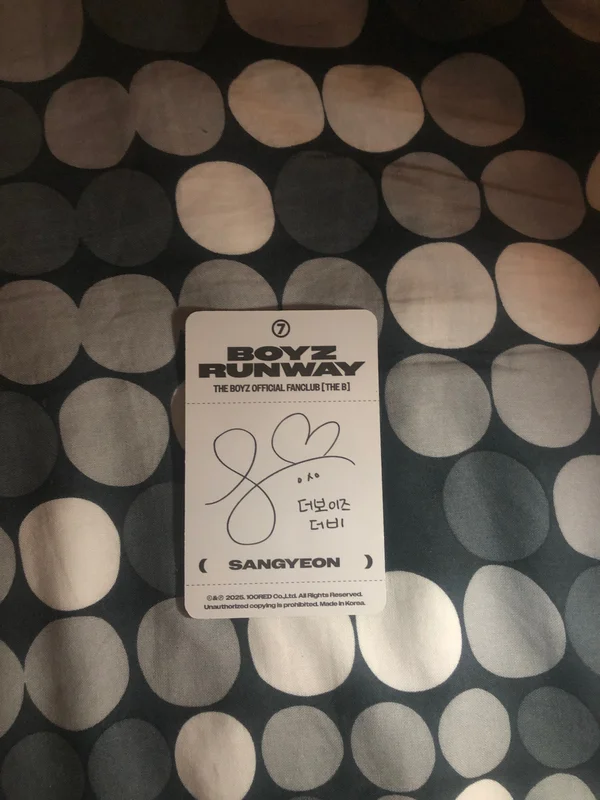 ⑦
BOYZ
RUNWAY
THE BOYZ OFFICIAL FANCLUB [THE B]
더보이즈
더비
( SANGYEON )
©&℗ 2025. 1OORED Co.,Ltd. All Rights Reserved.
Unauthorized copying is prohibited. Made in Korea.